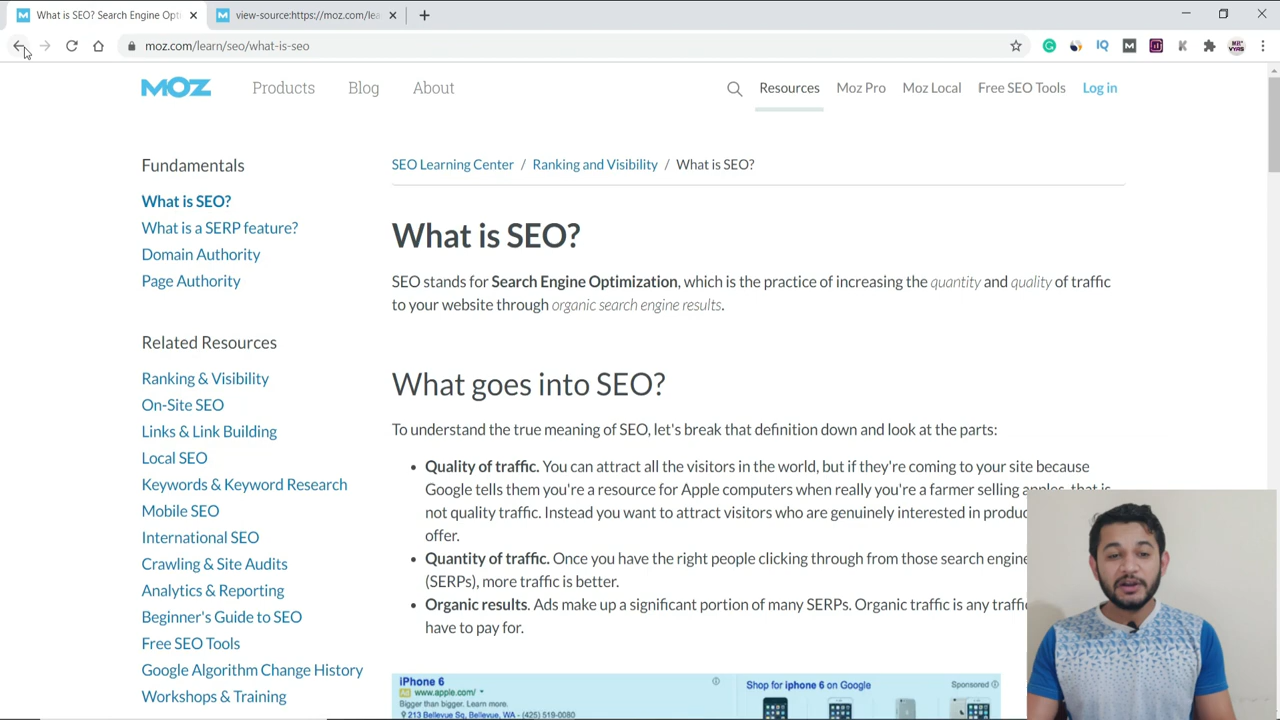 What is SEO? Search Engine Opti
view-source:https://moz.com/lea
moz.com/learn/seo/what-is-seo
MOZ
Products
Blog
About
Resources
Moz Pro
Moz Local
Free SEO Tools
Log in
Fundamentals
What is SEO?
What is a SERP feature?
Domain Authority
Page Authority
Related Resources
Ranking & Visibility
On-Site SEO
Links & Link Building
Local SEO
Keywords & Keyword Research
Mobile SEO
International SEO
Crawling & Site Audits
Analytics & Reporting
Beginner's Guide to SEO
Free SEO Tools
Google Algorithm Change History
Workshops & Training
SEO Learning Center / Ranking and Visibility / What is SEO?
What is SEO?
SEO stands for Search Engine Optimization, which is the practice of increasing the quantity and quality of traffic
to your website through organic search engine results.
What goes into SEO?
To understand the true meaning of SEO, let's break that definition down and look at the parts:
• Quality of traffic. You can attract all the visitors in the world, but if they're coming to your site because
Google tells them you're a resource for Apple computers when really you're a farmer selling apples, that is
not quality traffic. Instead you want to attract visitors who are genuinely interested in produ
offer.
• Quantity of traffic. Once you have the right people clicking through from those search engine
(SERPs), more traffic is better.
• Organic results. Ads make up a significant portion of many SERPs. Organic traffic is any traffi
have to pay for.
iPhone 6
Ad www.apple.com/
Bigger than bigger. Learn more.
213 Bellevue Sq, Bellevue, WA - (425) 519-0080
Shop for iphone 6 on Google
Sponsored